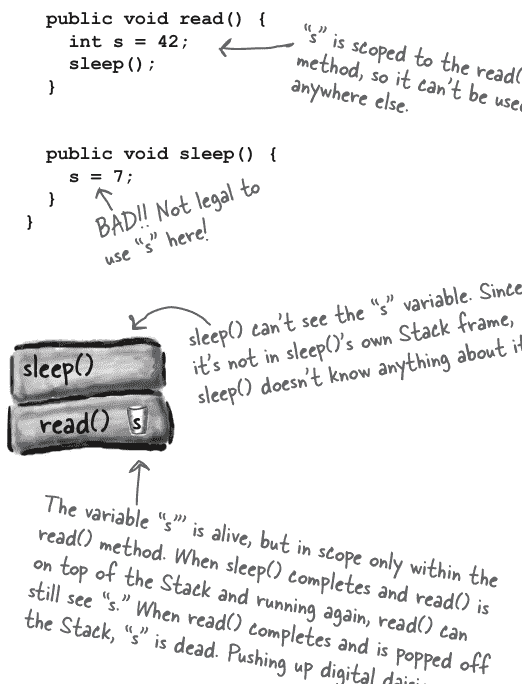 public void read() {
int s = 42;
sleep();
}
“s” is scoped to the read()
method, so it can’t be used
anywhere else.
public void sleep() {
s = 7;
}
}
BAD!! Not legal to
use “s” here!
sleep() can’t see the “s” variable. Since
it’s not in sleep()’s own Stack frame,
sleep() doesn’t know anything about it
sleep()
read() s
The variable “s”’ is alive, but in scope only within the
read() method. When sleep() completes and read() is
on top of the Stack and running again, read() can
still see “s.” When read() completes and is popped off
the Stack, “s” is dead. Pushing up digital